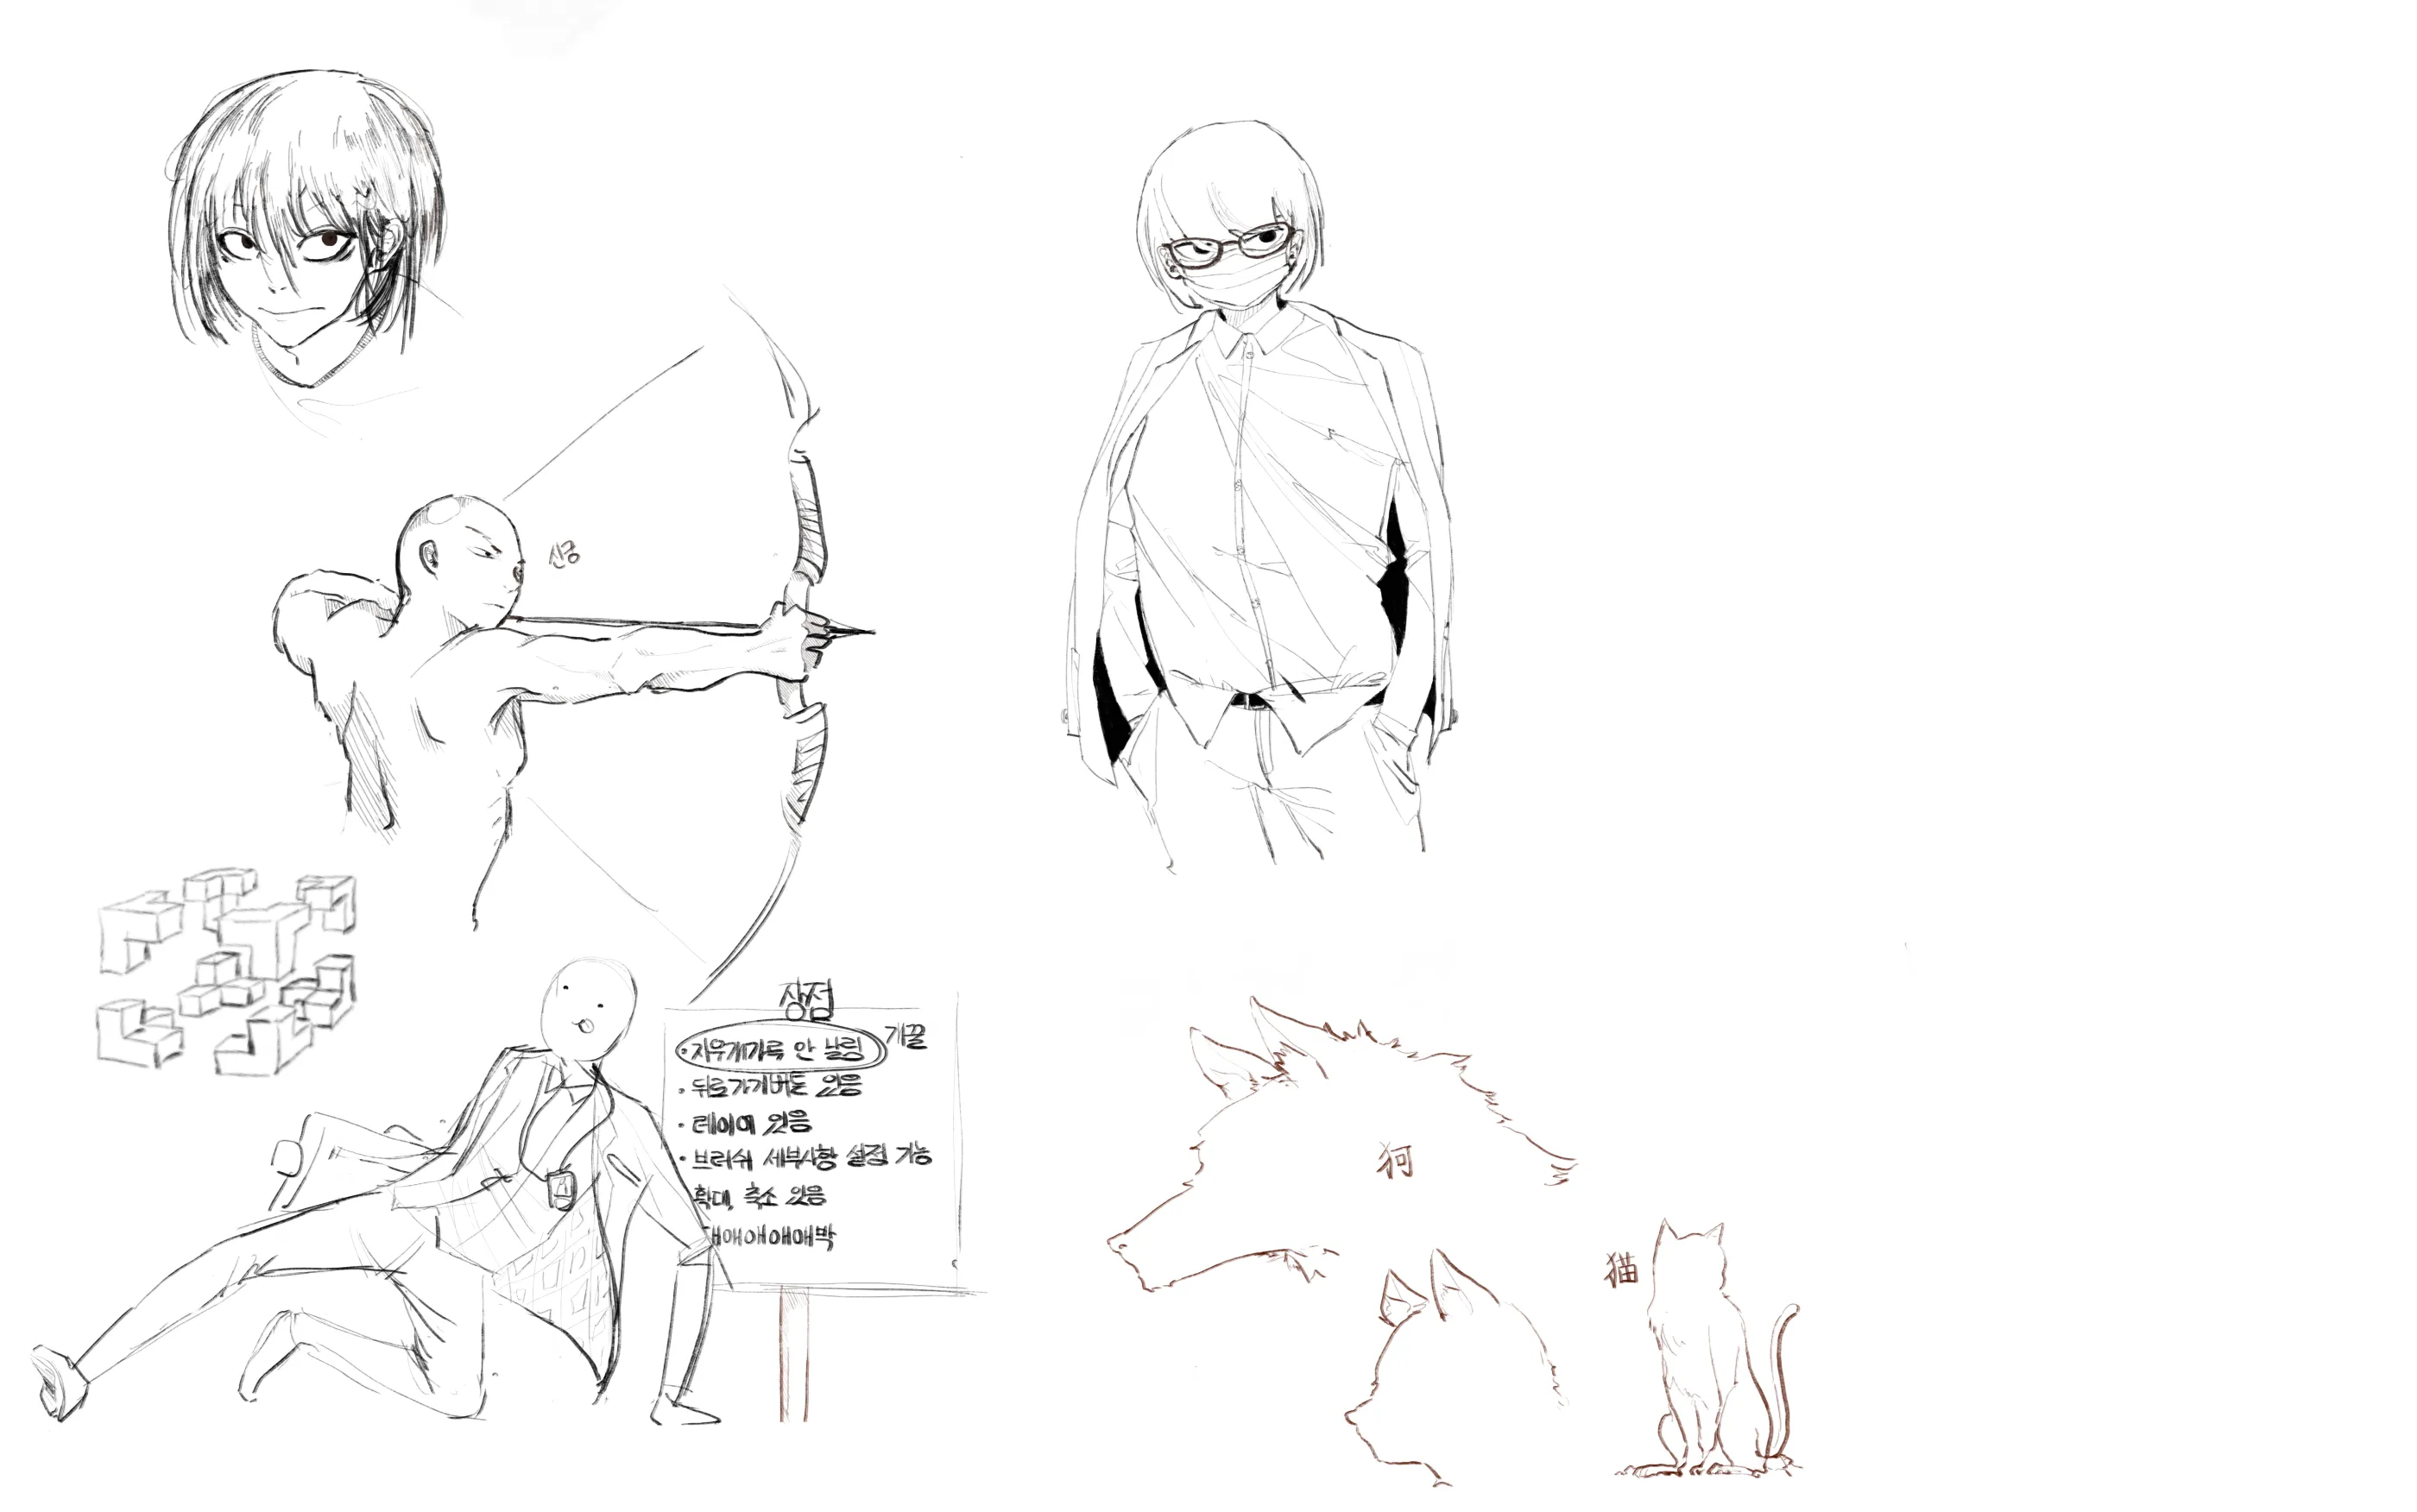 신궁
장점
· 지우개가루 안 날림
개꿀
· 뒤로가기버튼 있음
· 레이어 있음
· 브러쉬 세부사항 설정 가능
확대, 축소 있음
애애애애박
狗
猫